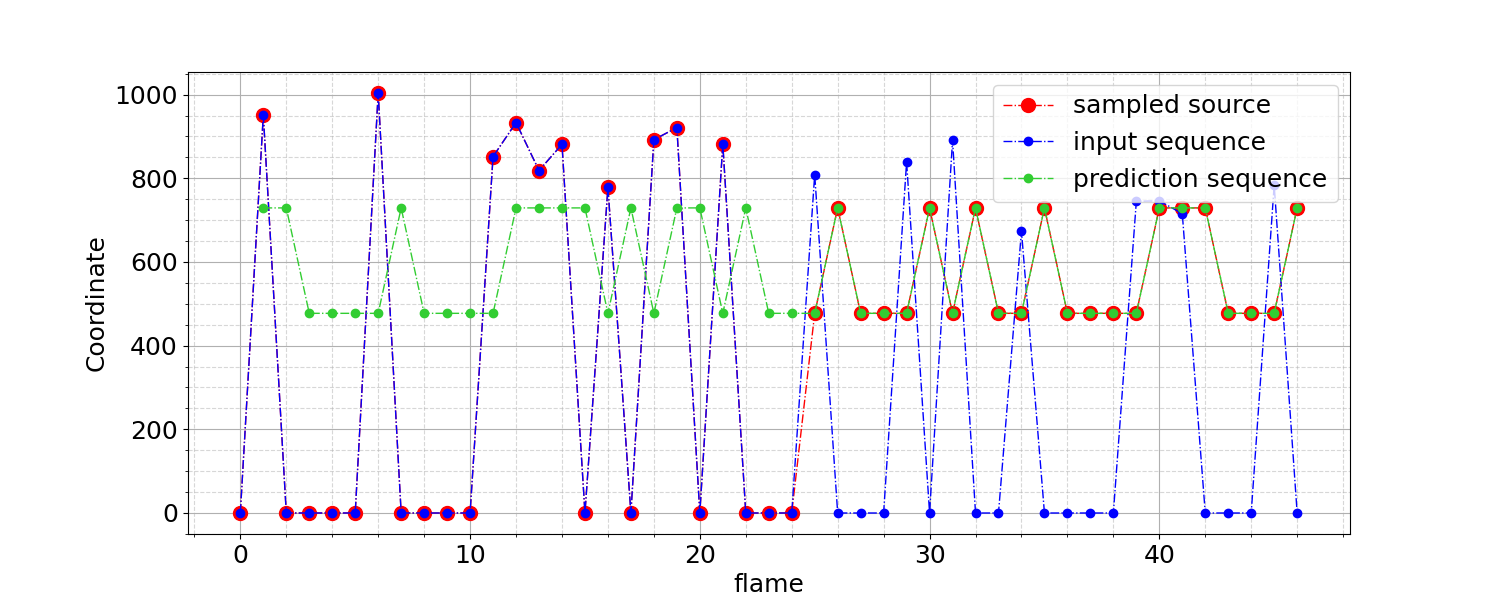 1000
800
600
400
200
0
Coordinate
sampled source
input sequence
prediction sequence
0 10 20 30 40
flame